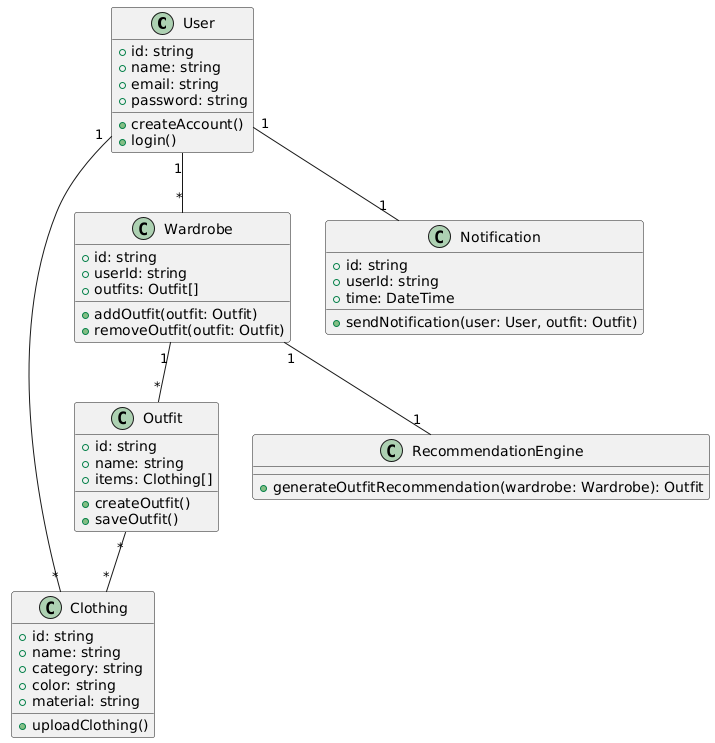 C User
id: string
name: string
email: string
password: string
createAccount()
login()
1
*
1
*
1
1
C Wardrobe
id: string
userId: string
outfits: Outfit[]
addOutfit(outfit: Outfit)
removeOutfit(outfit: Outfit)
C Notification
id: string
userId: string
time: DateTime
sendNotification(user: User, outfit: Outfit)
1
*
1
1
C Outfit
id: string
name: string
items: Clothing[]
createOutfit()
saveOutfit()
C RecommendationEngine
generateOutfitRecommendation(wardrobe: Wardrobe): Outfit
*
*
C Clothing
id: string
name: string
category: string
color: string
material: string
uploadClothing()